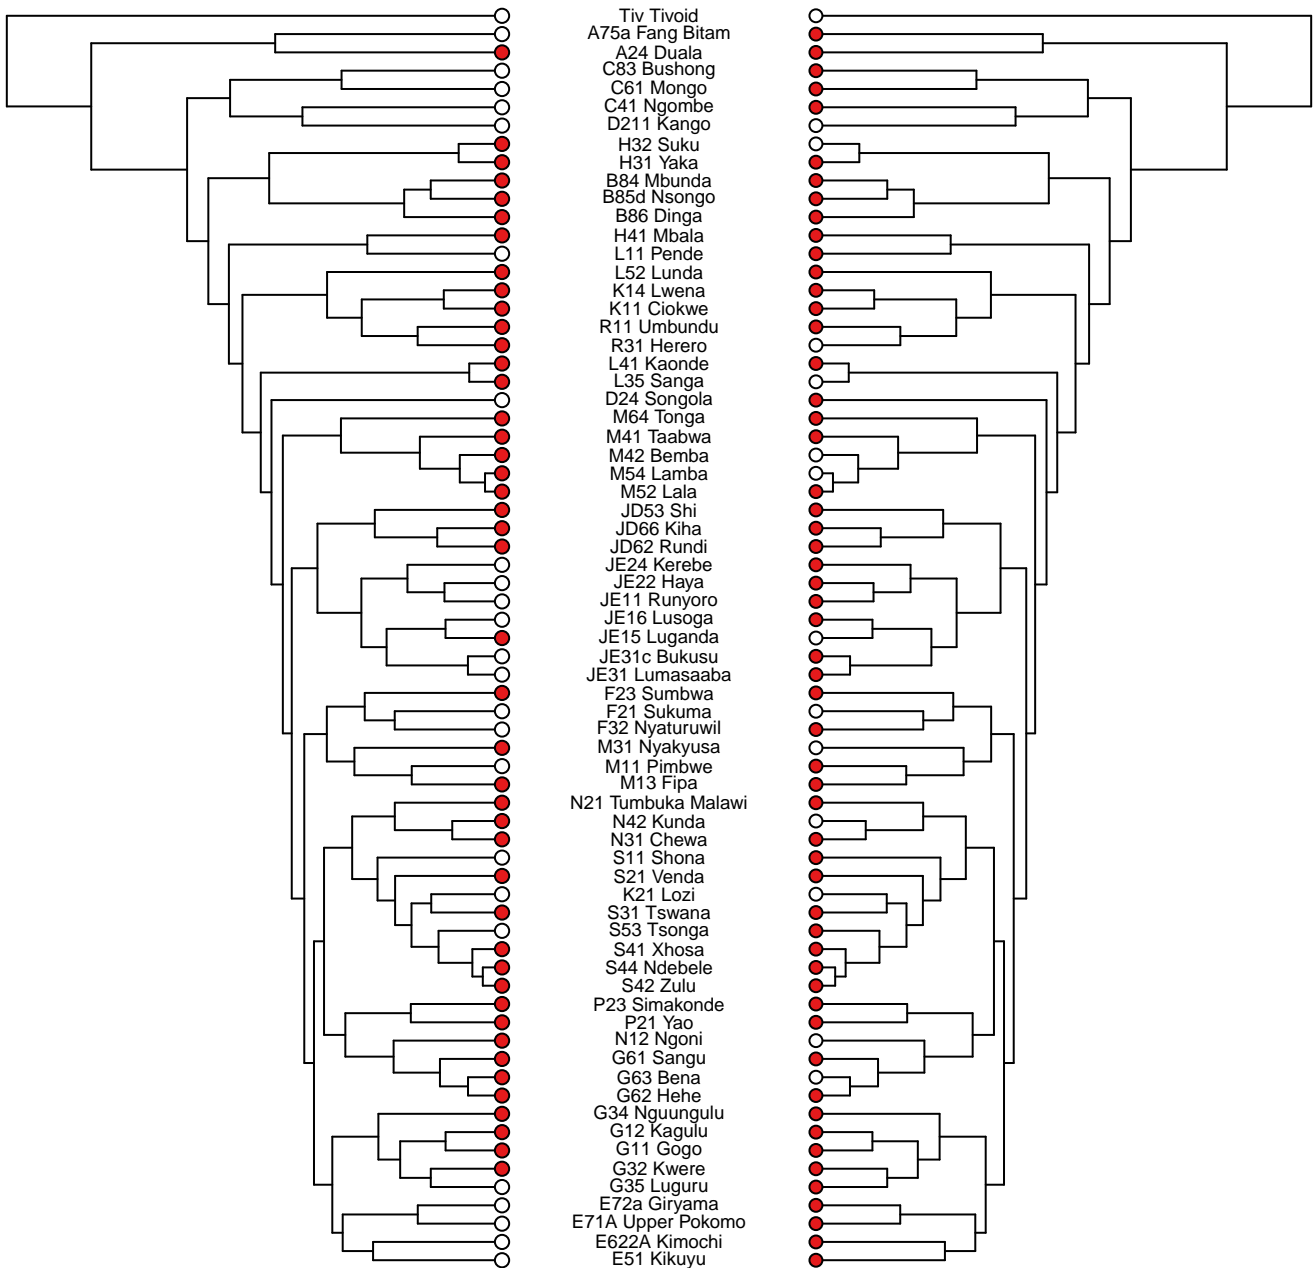 Tiv Tivoid
A75a Fang Bitam
A24 Duala
C83 Bushong
C61 Mongo
C41 Ngombe
D211 Kango
H32 Suku
H31 Yaka
B84 Mbunda
B85d Nsongo
B86 Dinga
H41 Mbala
L11 Pende
L52 Lunda
K14 Lwena
K11 Ciokwe
R11 Umbundu
R31 Herero
L41 Kaonde
L35 Sanga
D24 Songola
M64 Tonga
M41 Taabwa
M42 Bemba
M54 Lamba
M52 Lala
JD53 Shi
JD66 Kiha
JD62 Rundi
JE24 Kerebe
JE22 Haya
JE11 Runyoro
JE16 Lusoga
JE15 Luganda
JE31c Bukusu
JE31 Lumasaaba
F23 Sumbwa
F21 Sukuma
F32 Nyaturuwil
M31 Nyakyusa
M11 Pimbwe
M13 Fipa
N21 Tumbuka Malawi
N42 Kunda
N31 Chewa
S11 Shona
S21 Venda
K21 Lozi
S31 Tswana
S53 Tsonga
S41 Xhosa
S44 Ndebele
S42 Zulu
P23 Simakonde
P21 Yao
N12 Ngoni
G61 Sangu
G63 Bena
G62 Hehe
G34 Nguungulu
G12 Kagulu
G11 Gogo
G32 Kwere
G35 Luguru
E72a Giryama
E71A Upper Pokomo
E622A Kimochi
E51 Kikuyu